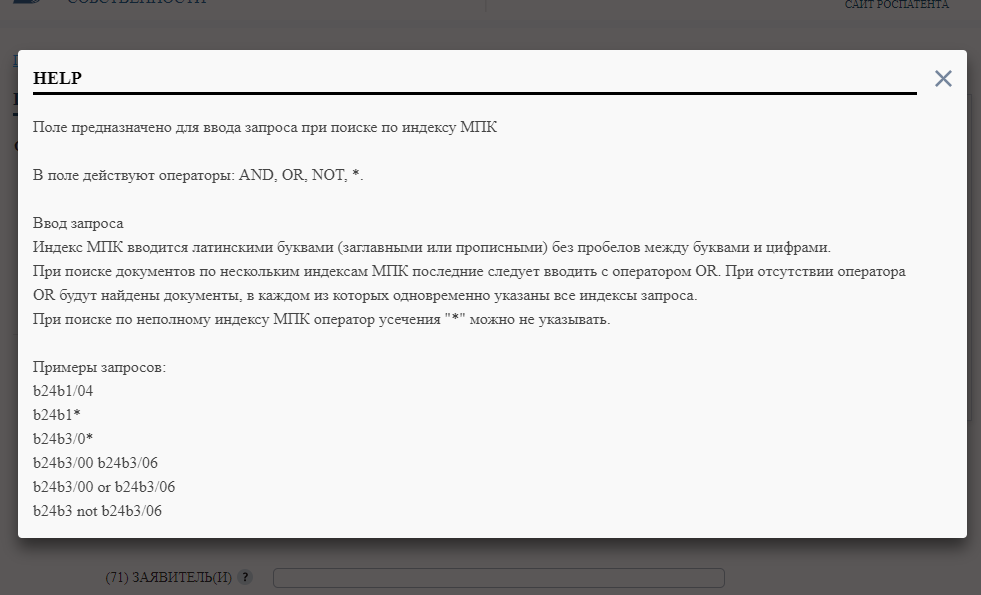 СОБСТВЕННОСТИ
САЙТ РОСПАТЕНТА
HELP
Поле предназначено для ввода запроса при поиске по индексу МПК
В поле действуют операторы: AND, OR, NOT, *.
Ввод запроса
Индекс МПК вводится латинскими буквами (заглавными или прописными) без пробелов между буквами и цифрами.
При поиске документов по нескольким индексам МПК последние следует вводить с оператором OR. При отсутствии оператора
OR будут найдены документы, в каждом из которых одновременно указаны все индексы запроса.
При поиске по неполному индексу МПК оператор усечения "*" можно не указывать.
Примеры запросов:
b24b1/04
b24b1*
b24b3/0*
b24b3/00 b24b3/06
b24b3/00 or b24b3/06
b24b3 not b24b3/06
(71) ЗАЯВИТЕЛЬ(И) ?